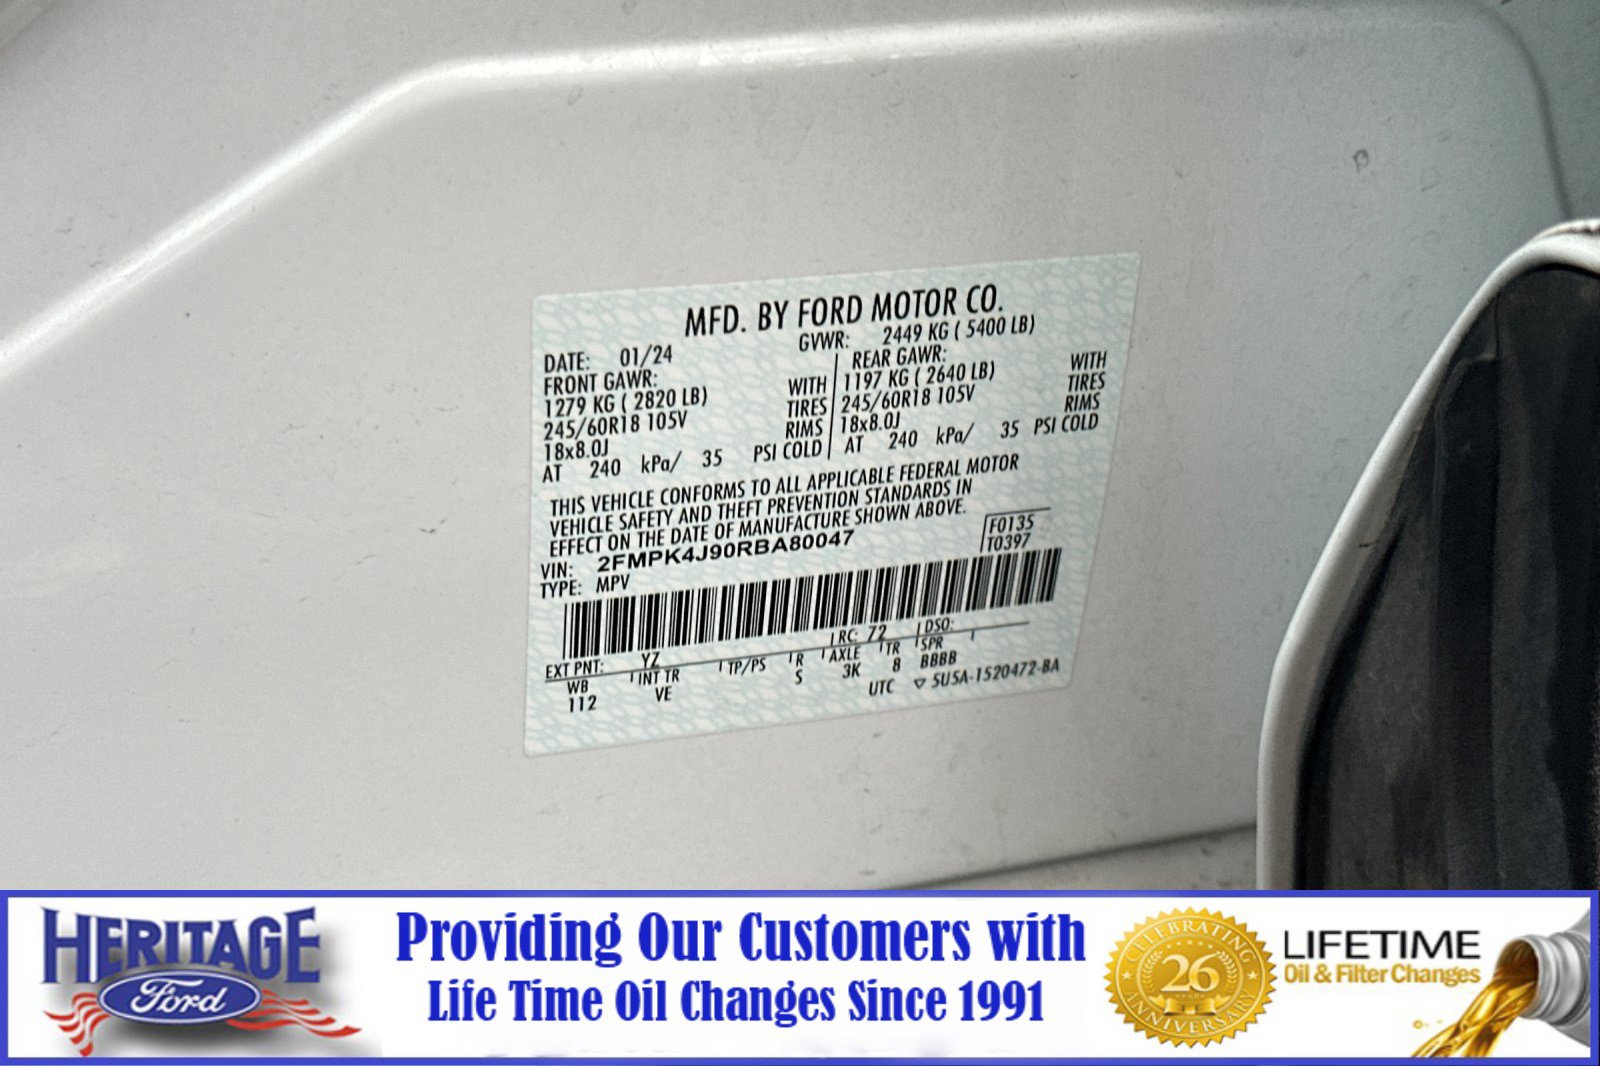 MFD. BY FORD MOTOR CO.
DATE: 01/24 GVWR: 2449 KG ( 5400 LB)
FRONT GAWR: REAR GAWR:
1279 KG ( 2820 LB) WITH 1197 KG ( 2640 LB) WITH
245/60R18 105V TIRES 245/60R18 105V TIRES
18x8.0J RIMS 18x8.0J RIMS
AT 240 kPa/ 35 PSI COLD AT 240 kPa/ 35 PSI COLD
THIS VEHICLE CONFORMS TO ALL APPLICABLE FEDERAL MOTOR
VEHICLE SAFETY AND THEFT PREVENTION STANDARDS IN
EFFECT ON THE DATE OF MANUFACTURE SHOWN ABOVE.
VIN: 2FMPK4J90RBA80047 F0135
TYPE: MPV T0397
EXT PNT: YZ RC: 72 DSO:
WB INT TR TP/PS R AXLE TR SPR
112 VE S 3K 8 BBBB
UTC ▽ SU5A-1520472-BA
HERITAGE
Ford
Providing Our Customers with
Life Time Oil Changes Since 1991
CELEBRATING
26
YEARS
ANNIVERSARY
LIFETIME
Oil & Filter Changes